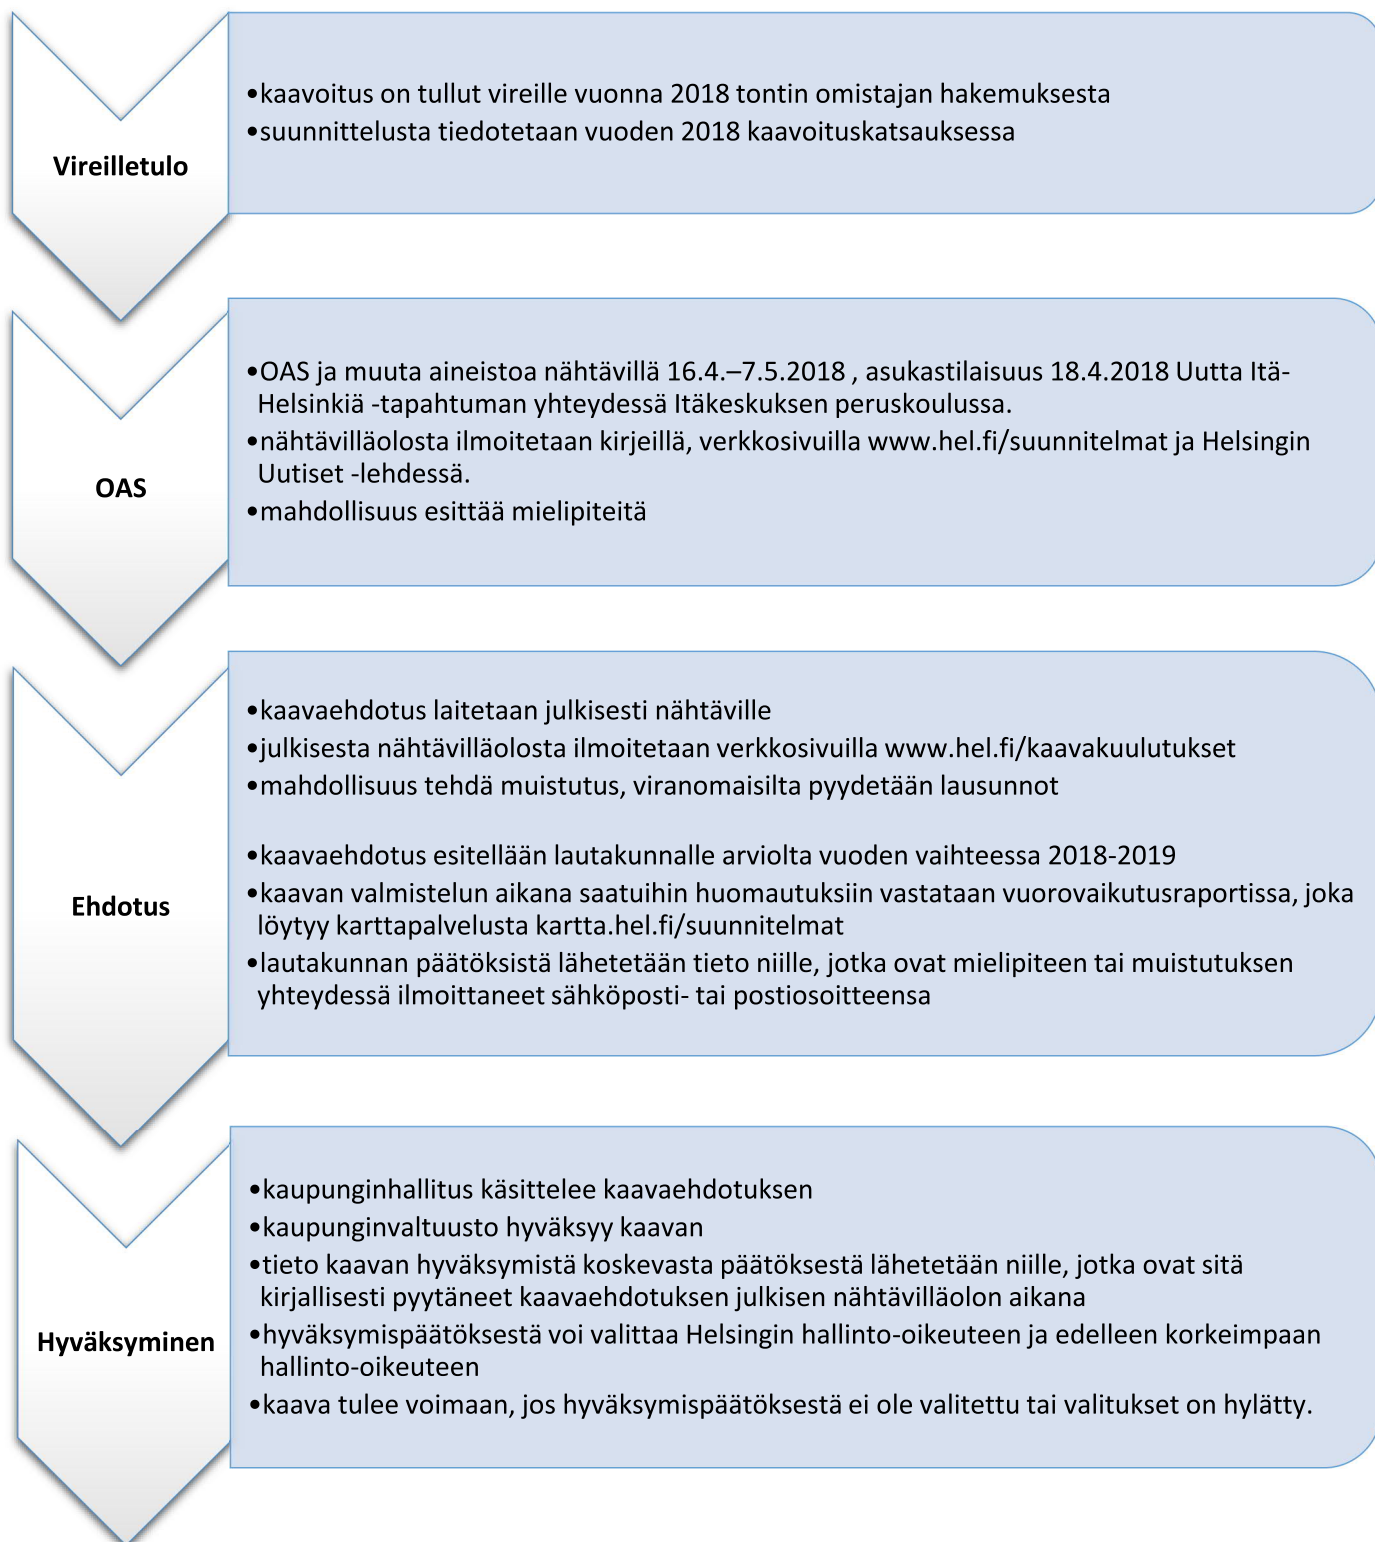 Vireilletulo
•kaavoitus on tullut vireille vuonna 2018 tontin omistajan hakemuksesta
•suunnittelusta tiedotetaan vuoden 2018 kaavoituskatsauksessa
OAS
•OAS ja muuta aineistoa nähtävillä 16.4.–7.5.2018 , asukastilaisuus 18.4.2018 Uutta Itä-
Helsinkiä -tapahtuman yhteydessä Itäkeskuksen peruskoulussa.
•nähtävilläolosta ilmoitetaan kirjeillä, verkkosivuilla www.hel.fi/suunnitelmat ja Helsingin
Uutiset -lehdessä.
•mahdollisuus esittää mielipiteitä
Ehdotus
•kaavaehdotus laitetaan julkisesti nähtäville
•julkisesta nähtävilläolosta ilmoitetaan verkkosivuilla www.hel.fi/kaavakuulutukset
•mahdollisuus tehdä muistutus, viranomaisilta pyydetään lausunnot
•kaavaehdotus esitellään lautakunnalle arviolta vuoden vaihteessa 2018-2019
•kaavan valmistelun aikana saatuihin huomautuksiin vastataan vuorovaikutusraportissa, joka
löytyy karttapalvelusta kartta.hel.fi/suunnitelmat
•lautakunnan päätöksistä lähetetään tieto niille, jotka ovat mielipiteen tai muistutuksen
yhteydessä ilmoittaneet sähköposti- tai postiosoitteensa
Hyväksyminen
•kaupunginhallitus käsittelee kaavaehdotuksen
•kaupunginvaltuusto hyväksyy kaavan
•tieto kaavan hyväksymistä koskevasta päätöksestä lähetetään niille, jotka ovat sitä
kirjallisesti pyytäneet kaavaehdotuksen julkisen nähtävilläolon aikana
•hyväksymispäätöksestä voi valittaa Helsingin hallinto-oikeuteen ja edelleen korkeimpaan
hallinto-oikeuteen
•kaava tulee voimaan, jos hyväksymispäätöksestä ei ole valitettu tai valitukset on hylätty.